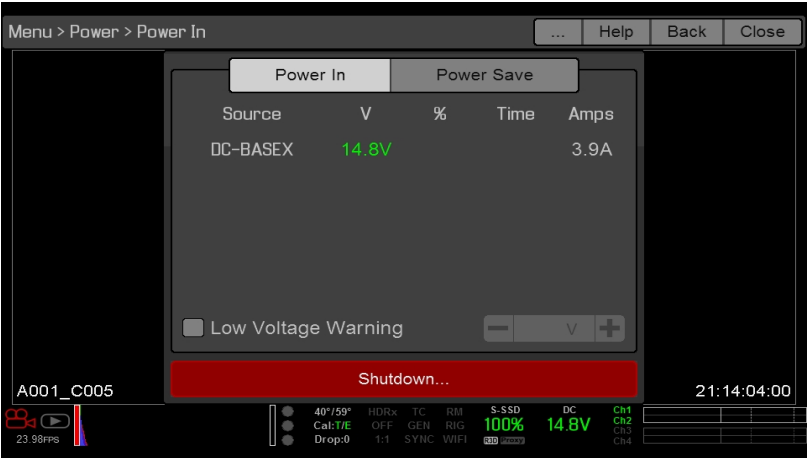 Menu > Power > Power In ... Help Back Close
Power In Power Save
Source V % Time Amps
DC-BASEX 14.8V 3.9A
Low Voltage Warning V
Shutdown...
A001_C005 21:14:04:00
40°/59° HDRx TC RM S-SSD DC Ch1
Cal:T/E OFF GEN RIG 100% 14.8V Ch2
23.98FPS Drop:0 1:1 SYNC WIFI R3D Proxy Ch3
Ch4